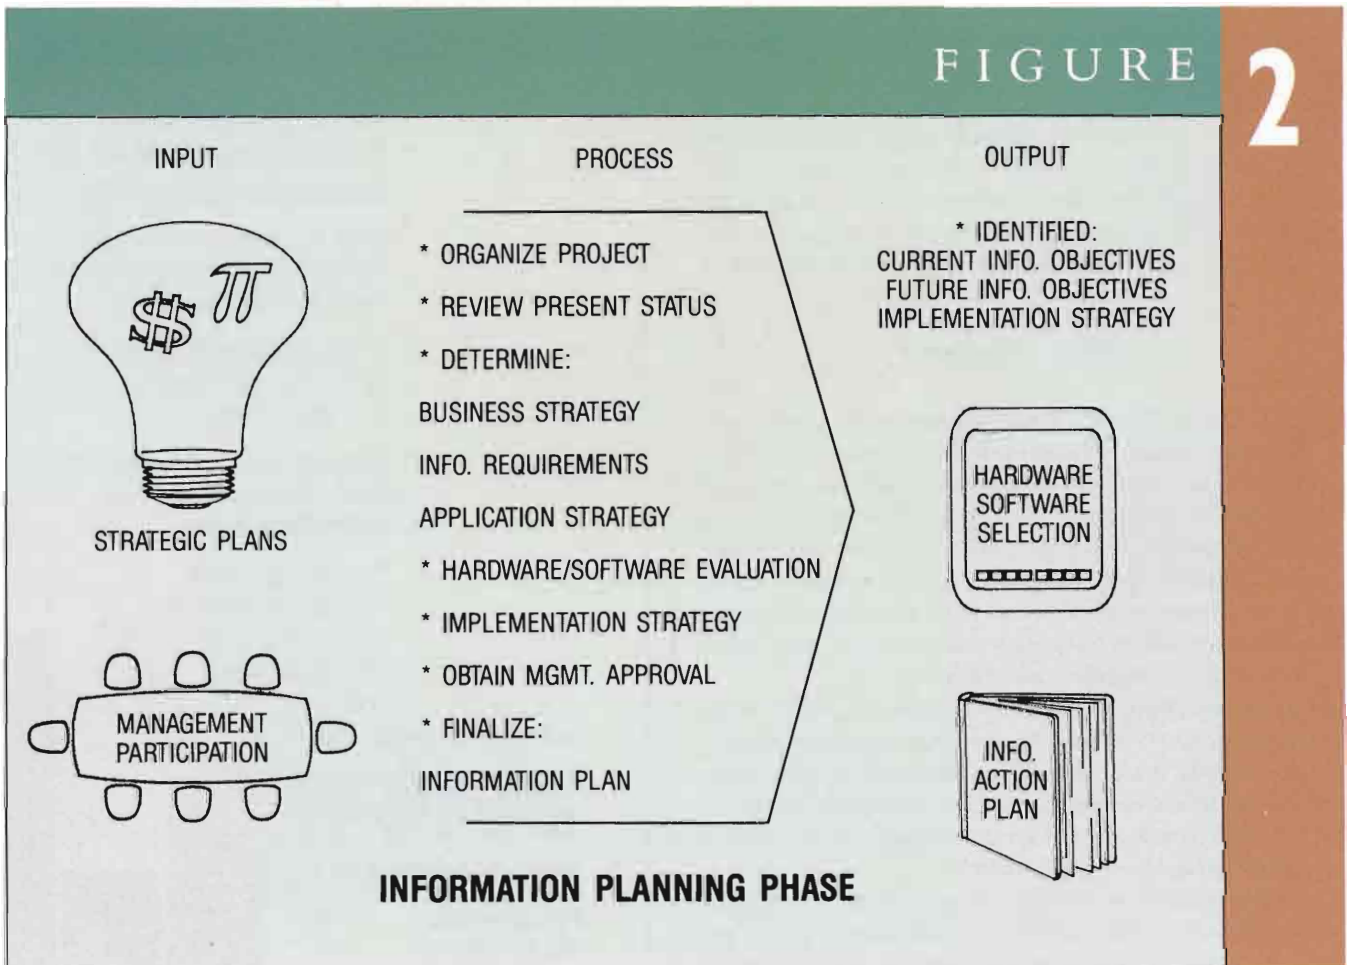 FIGURE 2
INPUT
PROCESS
OUTPUT
$ π
STRATEGIC PLANS
MANAGEMENT
PARTICIPATION
* ORGANIZE PROJECT
* REVIEW PRESENT STATUS
* DETERMINE:
BUSINESS STRATEGY
INFO. REQUIREMENTS
APPLICATION STRATEGY
* HARDWARE/SOFTWARE EVALUATION
* IMPLEMENTATION STRATEGY
* OBTAIN MGMT. APPROVAL
* FINALIZE:
INFORMATION PLAN
* IDENTIFIED:
CURRENT INFO. OBJECTIVES
FUTURE INFO. OBJECTIVES
IMPLEMENTATION STRATEGY
HARDWARE
SOFTWARE
SELECTION
INFO.
ACTION
PLAN
INFORMATION PLANNING PHASE